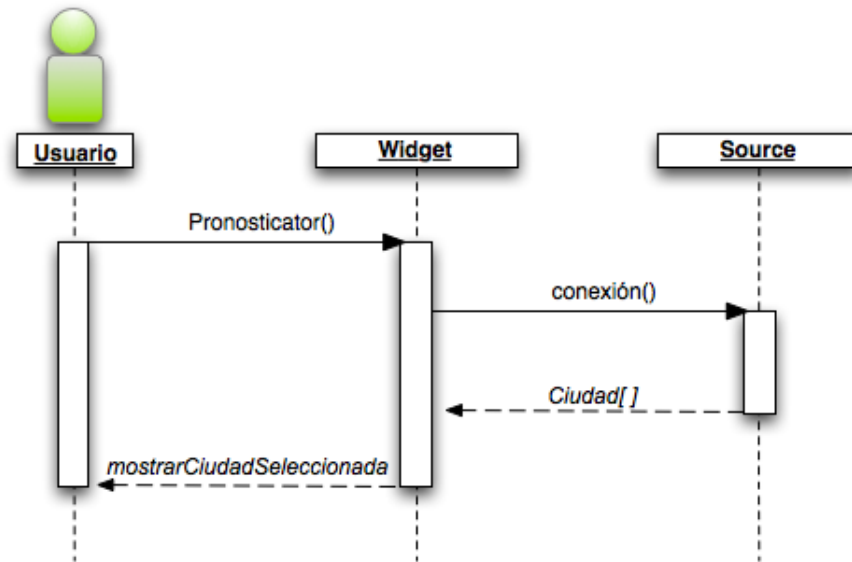 Usuario
Widget
Source
Pronosticator()
conexión()
Ciudad[ ]
mostrarCiudadSeleccionada